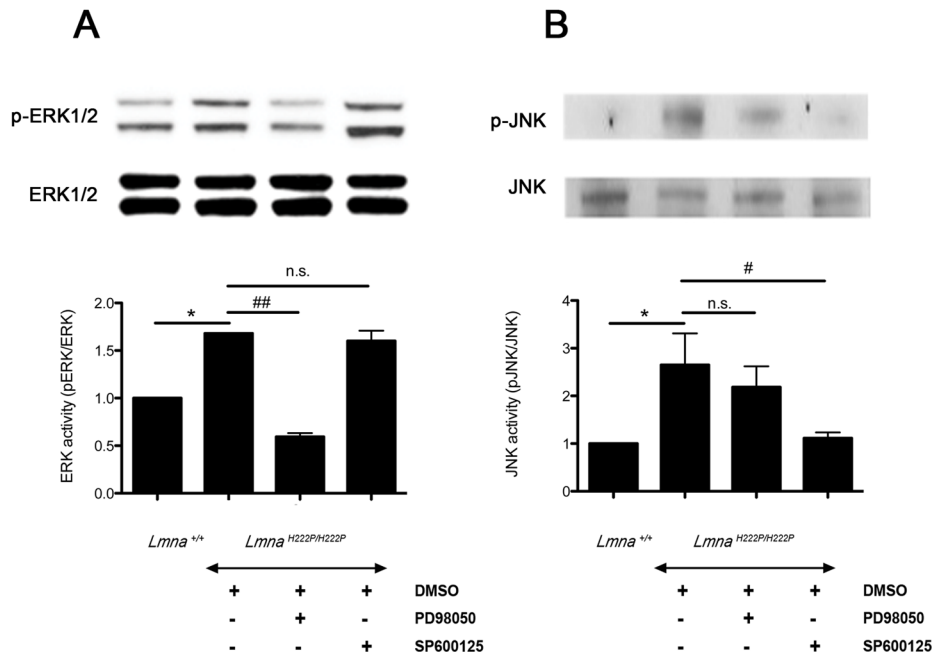 A
p-ERK1/2
ERK1/2
n.s.
* ##
2.0
1.5
1.0
0.5
0.0
ERK activity (pERK/ERK)
Lmna +/+ Lmna H222P/H222P
+ + + DMSO
- + - PD98050
- - + SP600125
B
p-JNK
JNK
#
* n.s.
4
3
2
1
0
JNK activity (pJNK/JNK)
Lmna +/+ Lmna H222P/H222P
+ + + DMSO
- + - PD98050
- - + SP600125